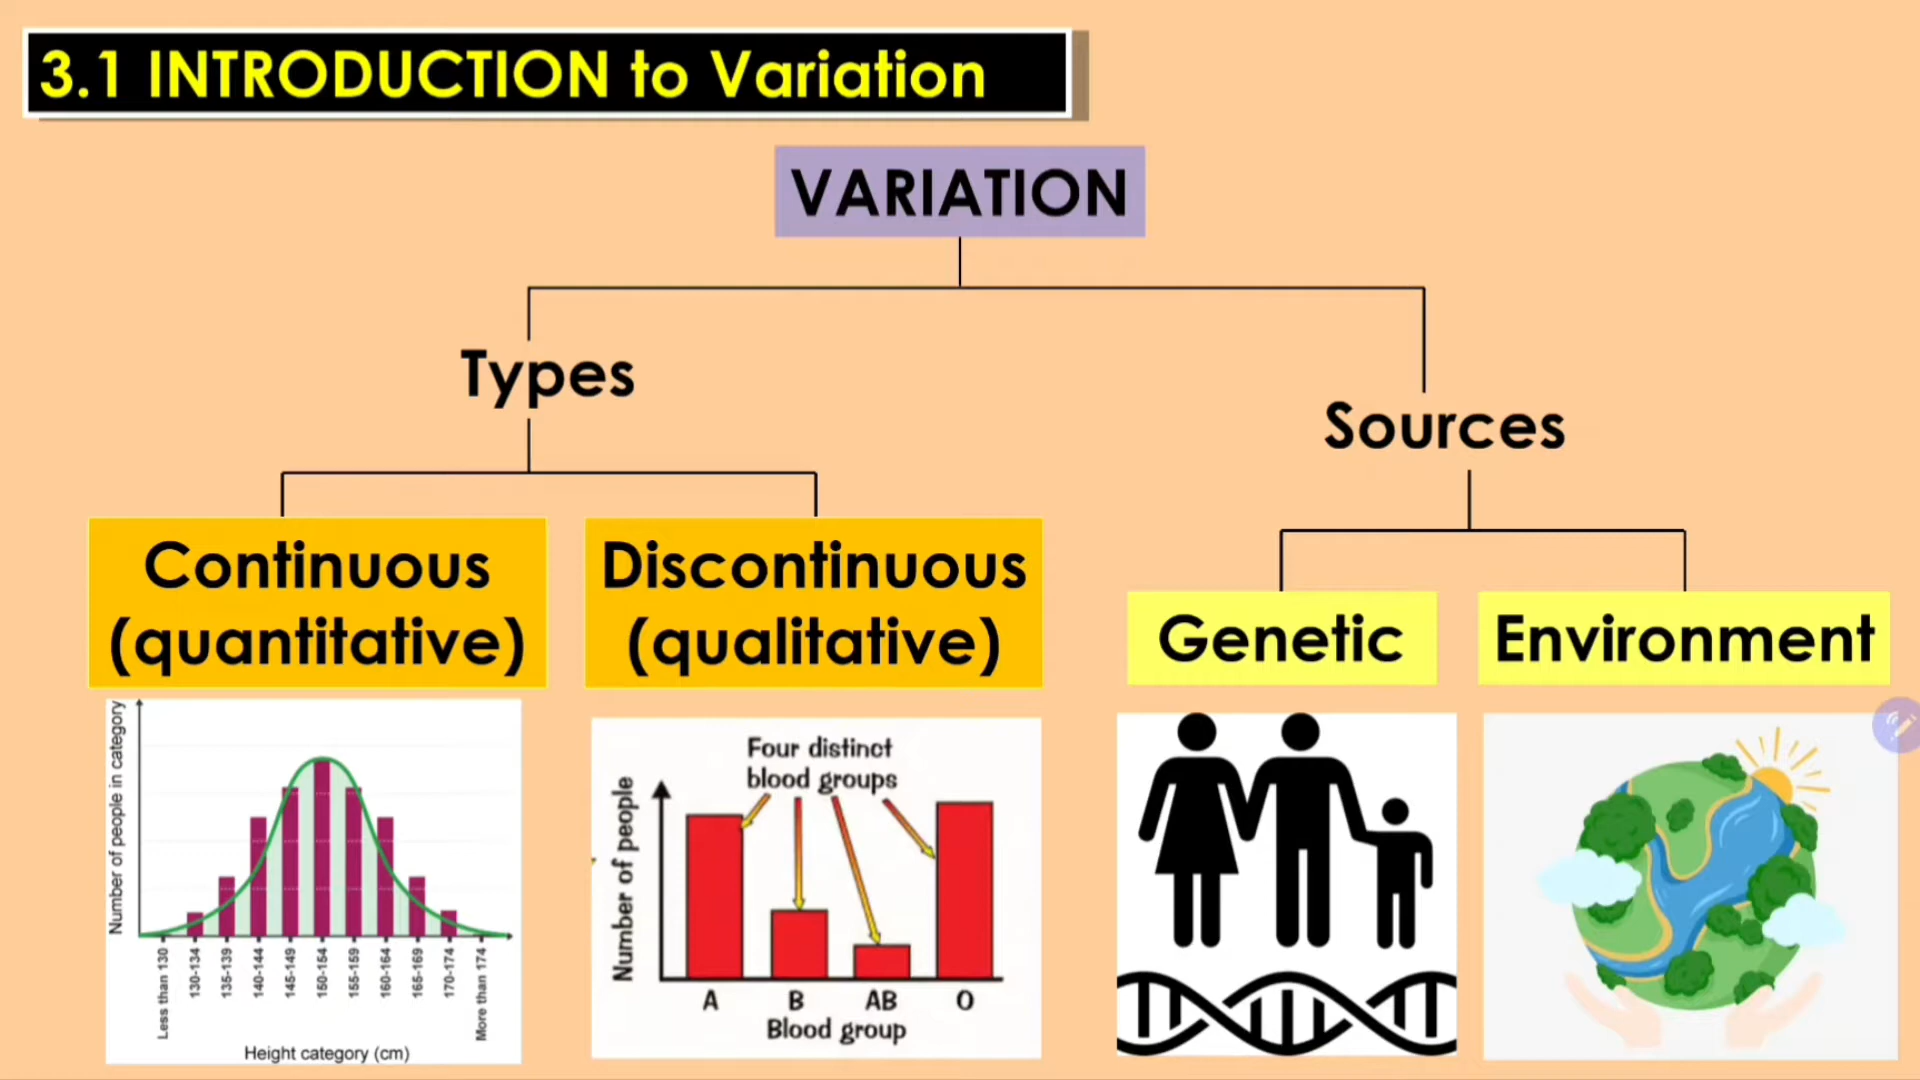 3.1 INTRODUCTION to Variation
VARIATION
Types
Sources
Continuous
(quantitative)
Discontinuous
(qualitative)
Genetic
Environment
Number of people in category
Less than 130
130-134
135-139
140-144
145-149
150-154
155-159
160-164
165-169
170-174
More than 174
Height category (cm)
Four distinct
blood groups
Number of people
A B AB O
Blood group